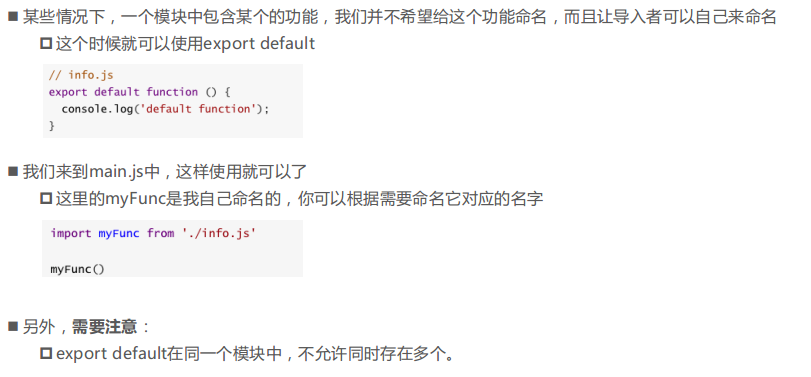 某些情况下，一个模块中包含某个的功能，我们并不希望给这个功能命名，而且让导入者可以自己来命名
这个时候就可以使用export default
// info.js
export default function () {
  console.log('default function');
}
我们来到main.js中，这样使用就可以了
这里的myFunc是我自己命名的，你可以根据需要命名它对应的名字
import myFunc from './info.js'
myFunc()
另外，需要注意：
export default在同一个模块中，不允许同时存在多个。